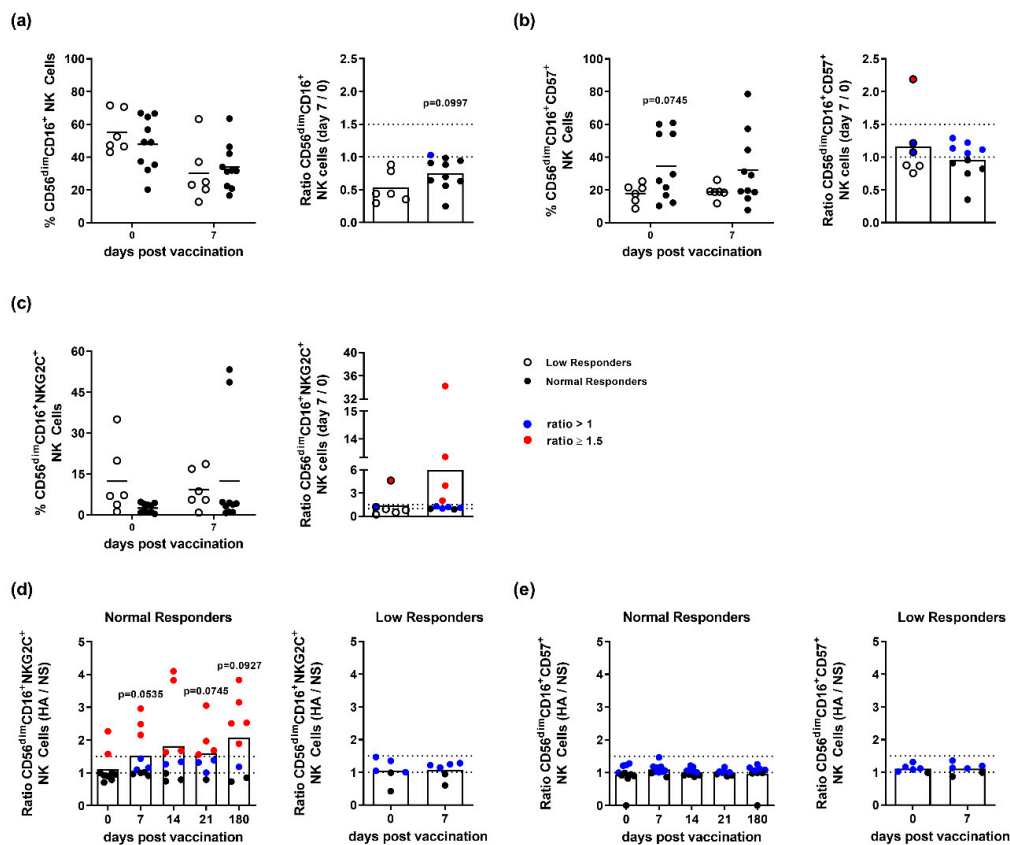 (a)
% CD56dimCD16+ NK Cells
100
80
60
40
20
0
0
7
days post vaccination
Ratio CD56dimCD16+
NK cells (day 7 / 0)
2.5
2.0
1.5
1.0
0.5
0.0
p=0.0997
(b)
% CD56dimCD16+CD57+
NK Cells
100
80
60
40
20
0
p=0.0745
0
7
days post vaccination
Ratio CD56dimCD16+CD57+
NK cells (day 7 / 0)
2.5
2.0
1.5
1.0
0.5
0.0
(c)
% CD56dimCD16+NKG2C+
NK Cells
60
45
30
15
0
0
7
days post vaccination
Ratio CD56dimCD16+NKG2C+
NK cells (day 7 / 0)
40
36
32
15
14
6
4
2
1
0
Low Responders
Normal Responders
ratio > 1
ratio ≥ 1.5
(d)
Normal Responders
Ratio CD56dimCD16+NKG2C+
NK Cells (HA / NS)
5
4
3
2
1
0
p=0.0535
p=0.0745
p=0.0927
0 7 14 21 180
days post vaccination
Low Responders
Ratio CD56dimCD16+NKG2C+
NK Cells (HA / NS)
5
4
3
2
1
0
0 7
days post vaccination
(e)
Normal Responders
Ratio CD56dimCD16+CD57+
NK Cells (HA / NS)
5
4
3
2
1
0
0 7 14 21 180
days post vaccination
Low Responders
Ratio CD56dimCD16+CD57+
NK Cells (HA / NS)
5
4
3
2
1
0
0 7
days post vaccination